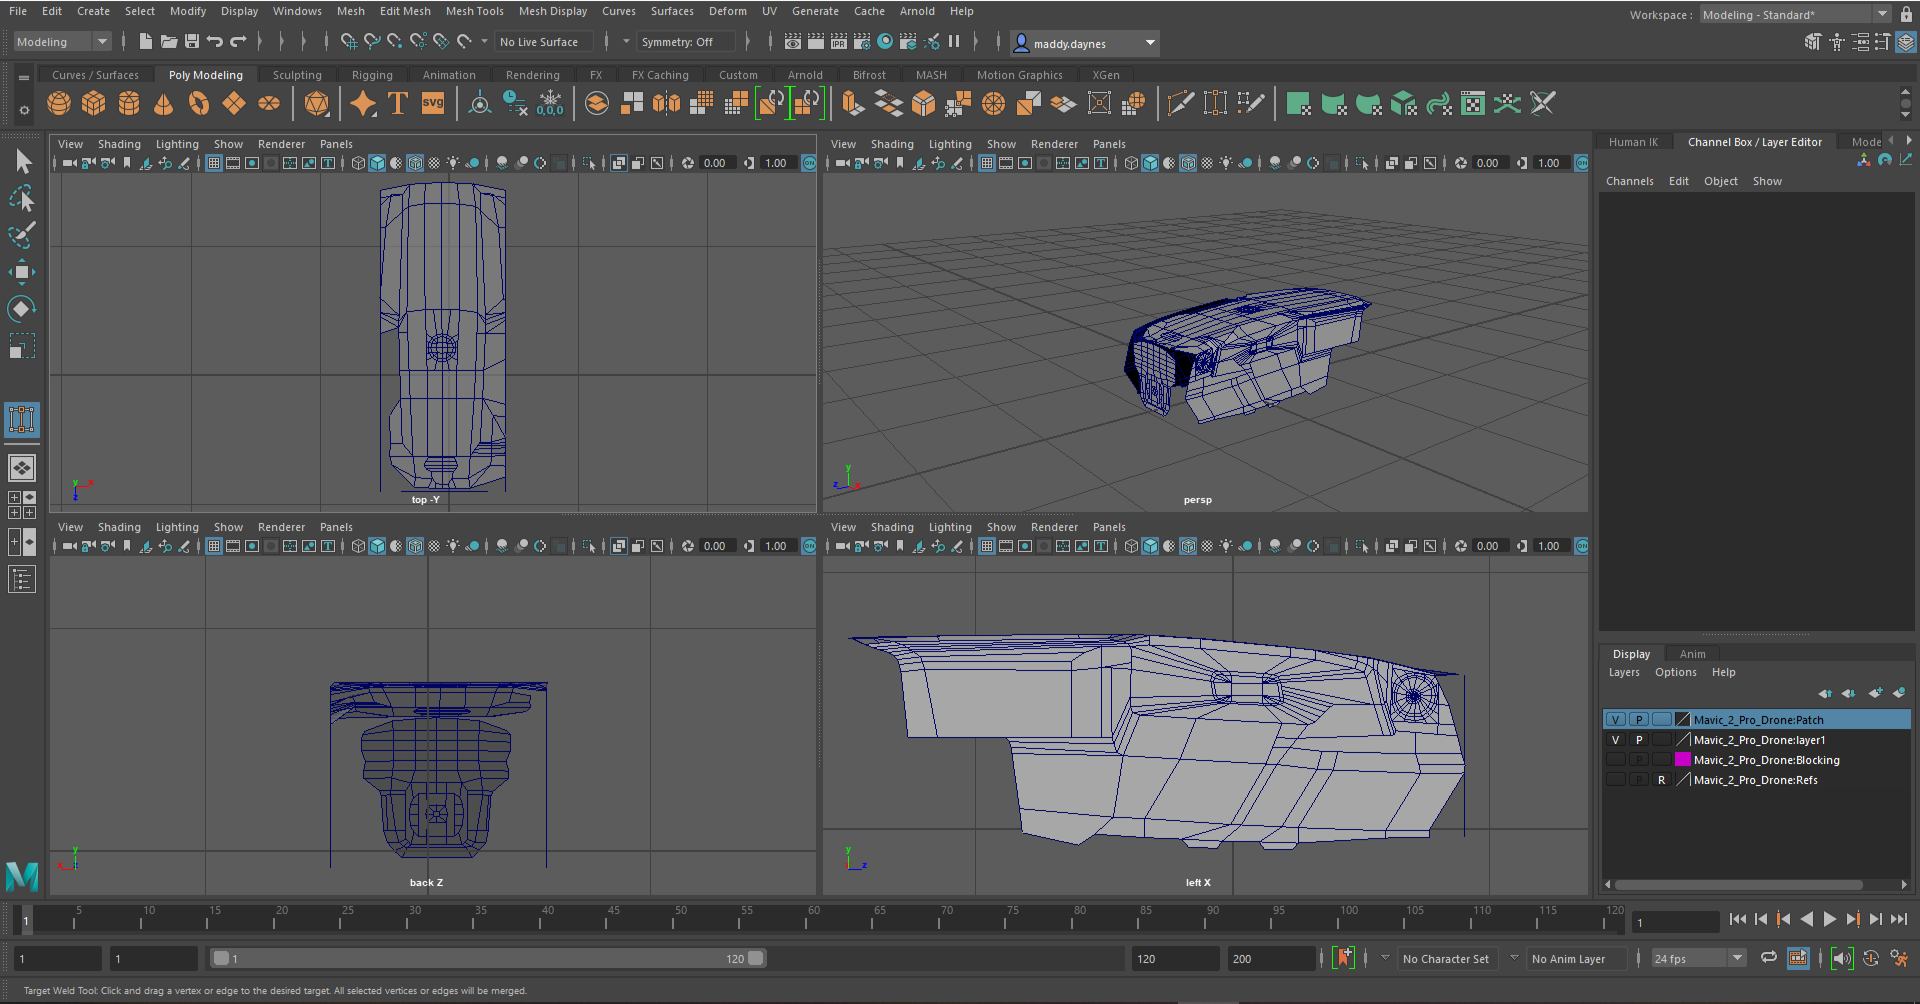 File Edit Create Select Modify Display Windows Mesh Edit Mesh Mesh Tools Mesh Display Curves Surfaces Deform UV Generate Cache Arnold Help Workspace : Modeling - Standard*
Modeling No Live Surface Symmetry: Off IPR maddy.daynes
Curves / Surfaces Poly Modeling Sculpting Rigging Animation Rendering FX FX Caching Custom Arnold Bifrost MASH Motion Graphics XGen
T SVG 0,0,0
View Shading Lighting Show Renderer Panels
0.00 1.00 ON
top -Y
View Shading Lighting Show Renderer Panels
0.00 1.00 ON
persp
Human IK Channel Box / Layer Editor Mode
Channels Edit Object Show
View Shading Lighting Show Renderer Panels
0.00 1.00 ON
back Z
View Shading Lighting Show Renderer Panels
0.00 1.00 ON
left X
Display Anim
Layers Options Help
V P Mavic_2_Pro_Drone:Patch
V P Mavic_2_Pro_Drone:layer1
P Mavic_2_Pro_Drone:Blocking
P R Mavic_2_Pro_Drone:Refs
1 5 10 15 20 25 30 35 40 45 50 55 60 65 70 75 80 85 90 95 100 105 110 115 120 1
1 1 1 120 120 200 No Character Set No Anim Layer 24 fps
Target Weld Tool: Click and drag a vertex or edge to the desired target. All selected vertices or edges will be merged.